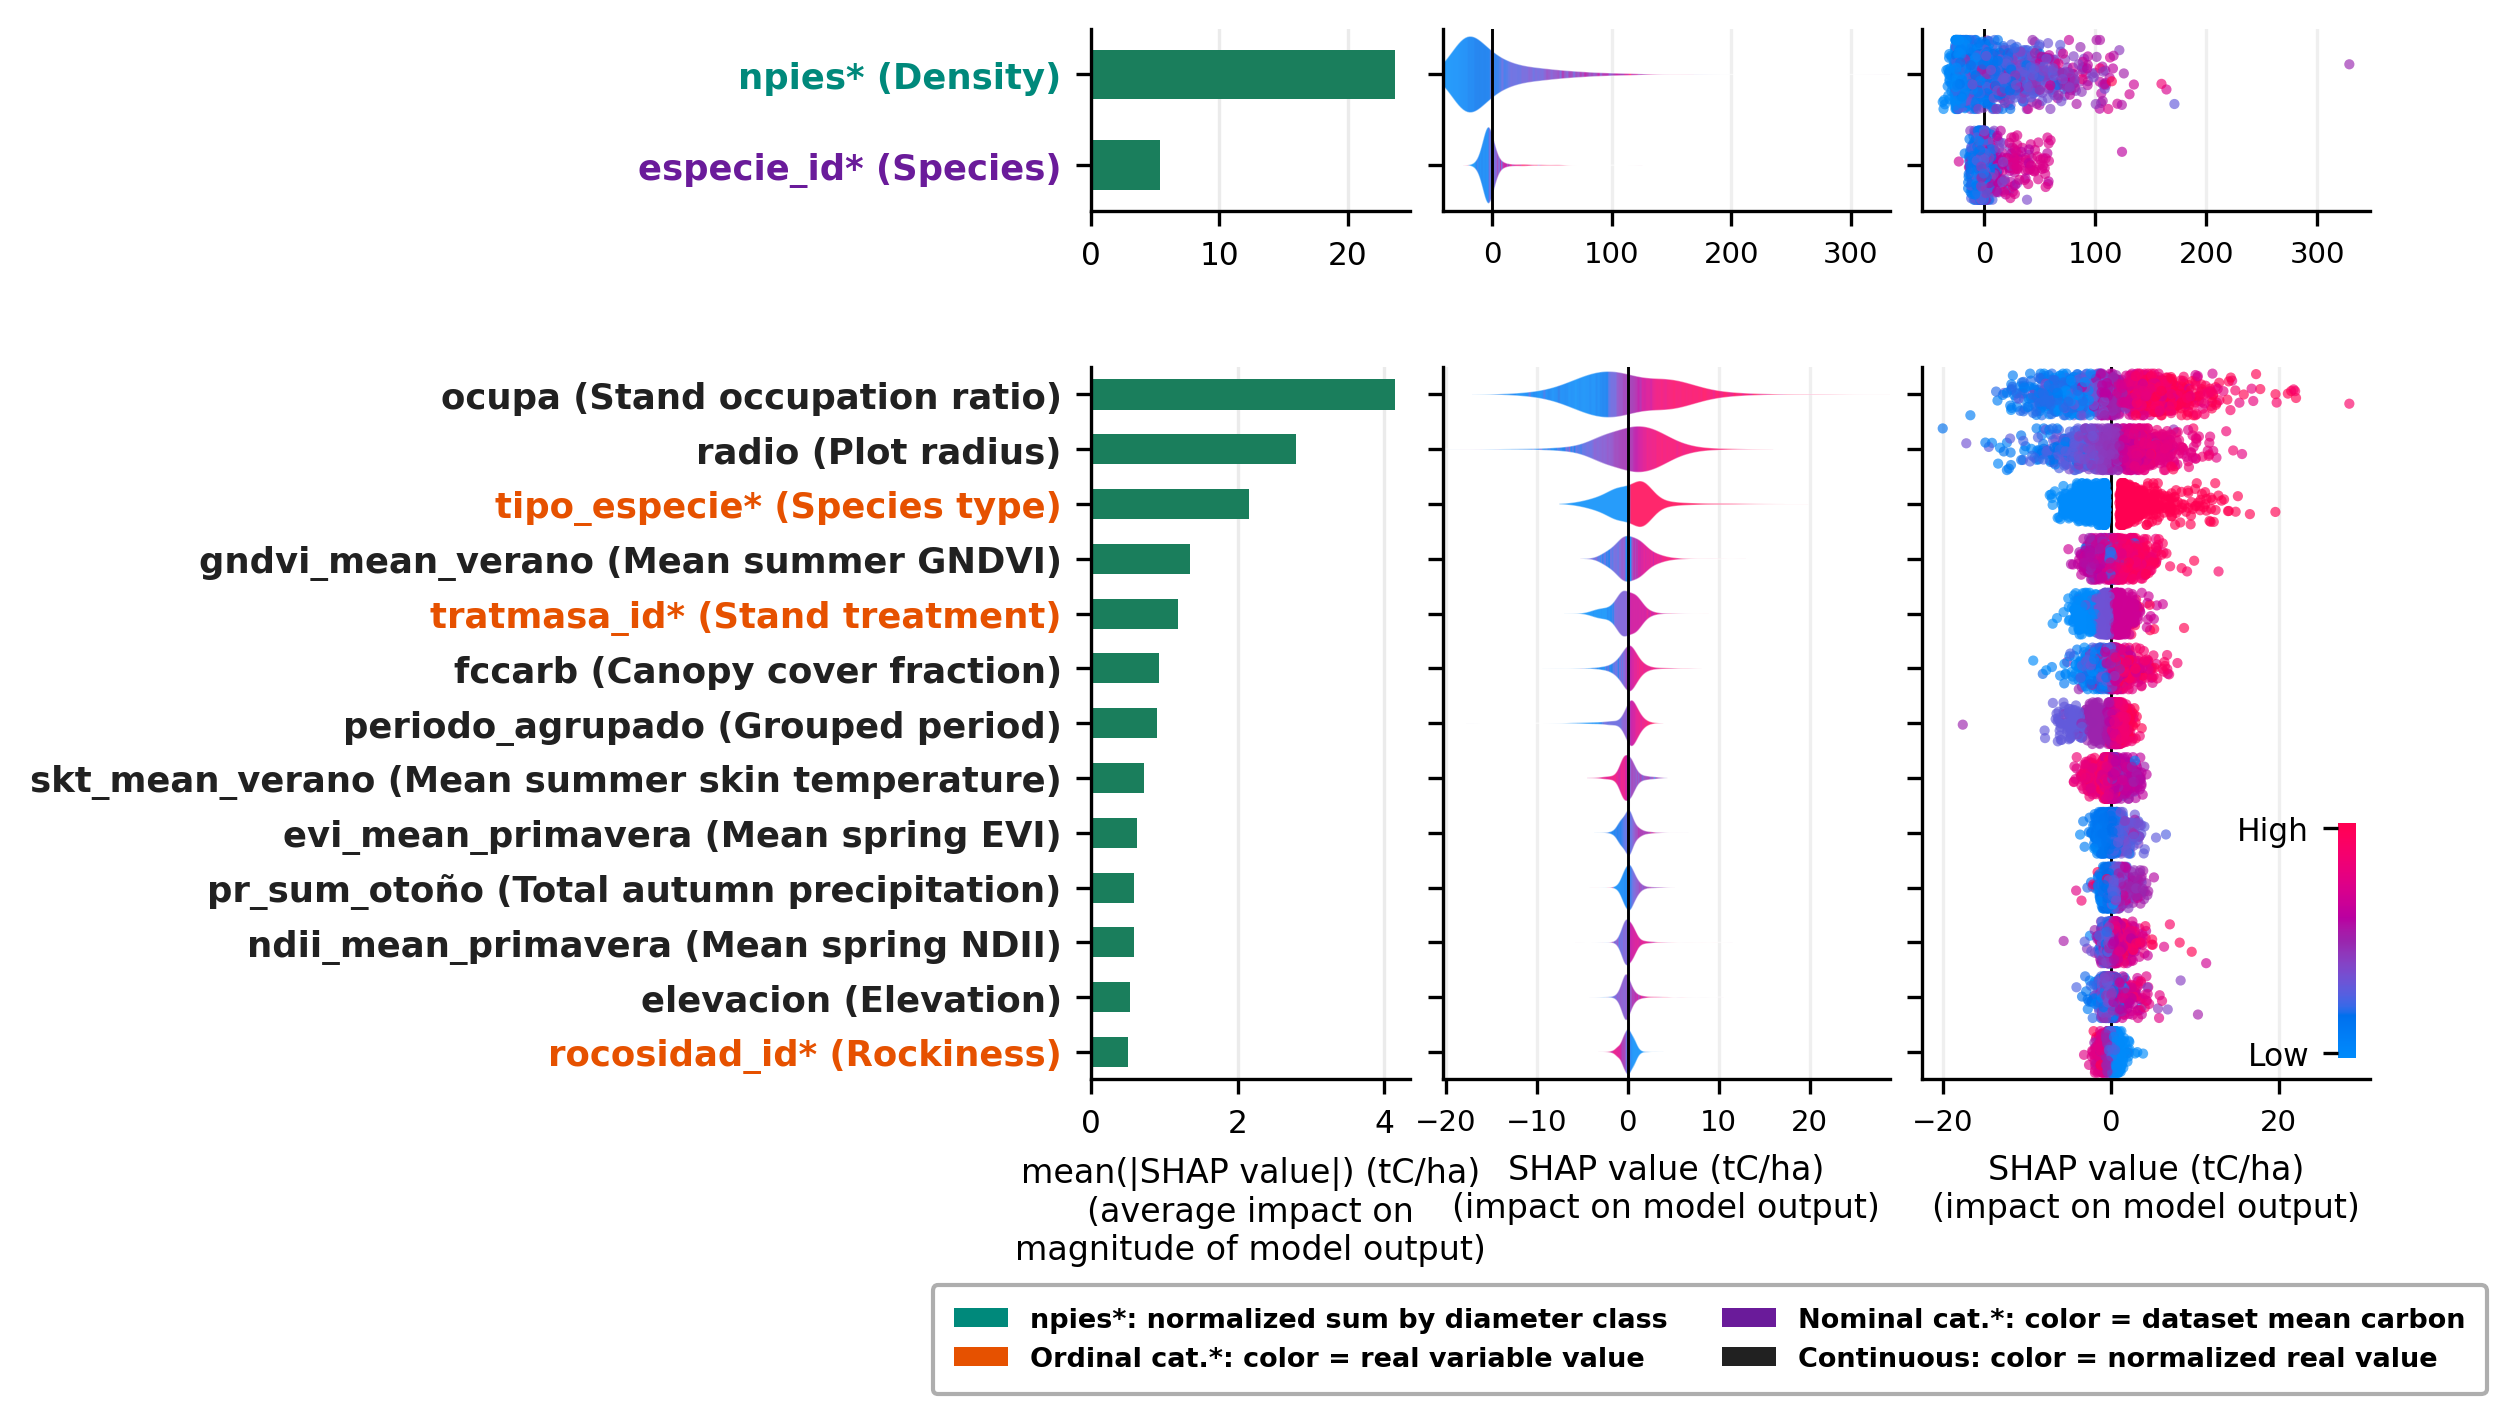 npies* (Density)
especie_id* (Species)
0 10 20
0 100 200 300
0 100 200 300
ocupa (Stand occupation ratio)
radio (Plot radius)
tipo_especie* (Species type)
gndvi_mean_verano (Mean summer GNDVI)
tratmasa_id* (Stand treatment)
fccarb (Canopy cover fraction)
periodo_agrupado (Grouped period)
skt_mean_verano (Mean summer skin temperature)
evi_mean_primavera (Mean spring EVI)
pr_sum_otoño (Total autumn precipitation)
ndii_mean_primavera (Mean spring NDII)
elevacion (Elevation)
rocosidad_id* (Rockiness)
High
Low
0 2 4
−20 −10 0 10 20
−20 0 20
mean(|SHAP value|) (tC/ha)
(average impact on
magnitude of model output)
SHAP value (tC/ha)
(impact on model output)
SHAP value (tC/ha)
(impact on model output)
npies*: normalized sum by diameter class
Ordinal cat.*: color = real variable value
Nominal cat.*: color = dataset mean carbon
Continuous: color = normalized real value